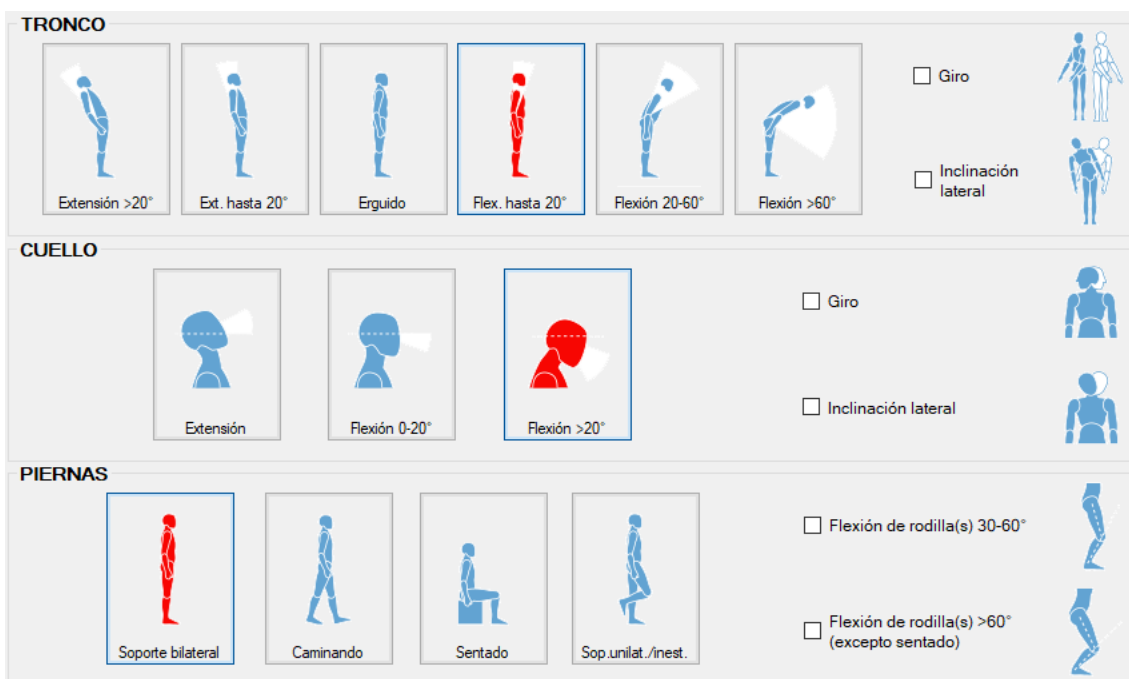 TRONCO
Extensión >20°
Ext. hasta 20°
Erguido
Flex. hasta 20°
Flexión 20-60°
Flexión >60°
Giro
Inclinación
lateral
CUELLO
Extensión
Flexión 0-20°
Flexión >20°
Giro
Inclinación lateral
PIERNAS
Soporte bilateral
Caminando
Sentado
Sop.unilat./inest.
Flexión de rodilla(s) 30-60°
Flexión de rodilla(s) >60°
(excepto sentado)